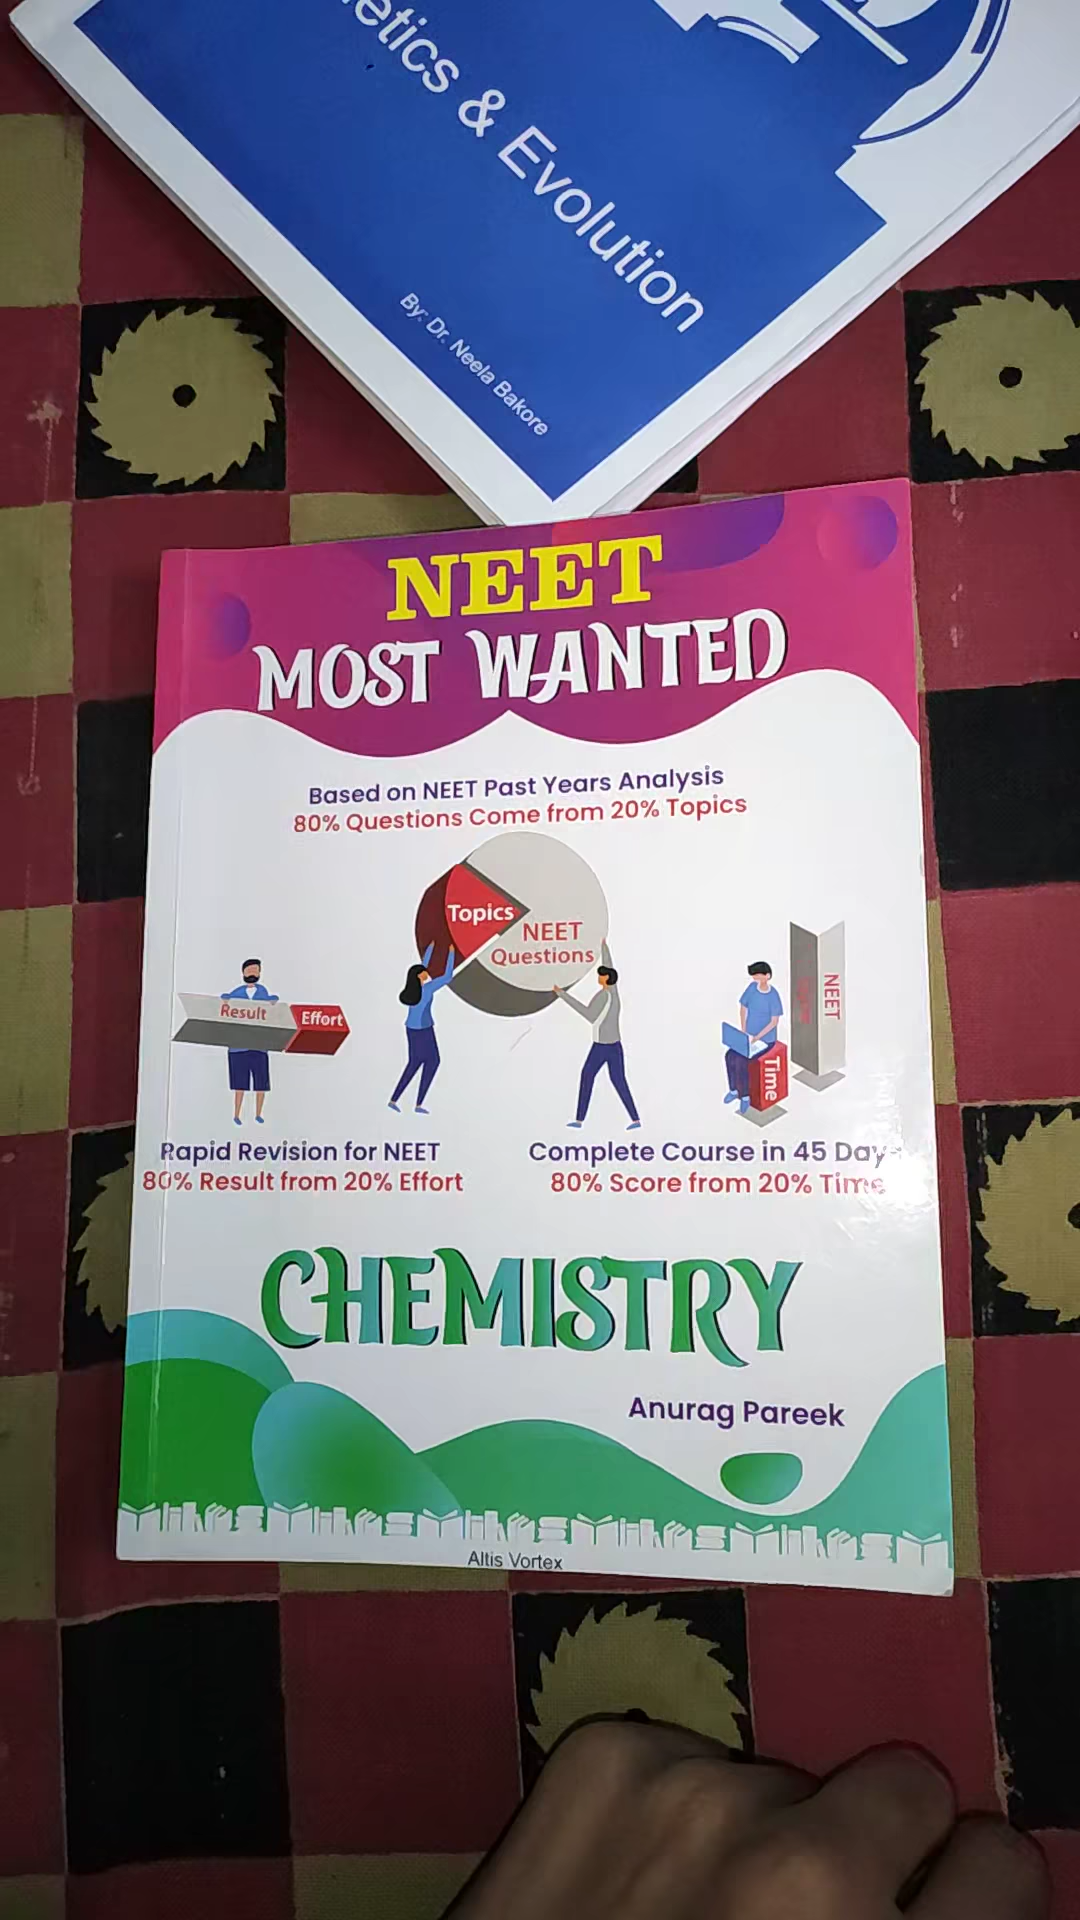 etics & Evolution
By: Dr. Neela Bakore
NEET
MOST WANTED
Based on NEET Past Years Analysis
80% Questions Come from 20% Topics
Topics
NEET
Questions
Result
Effort
NEET
Time
Rapid Revision for NEET
80% Result from 20% Effort
Complete Course in 45 Days
80% Score from 20% Time
CHEMISTRY
Anurag Pareek
Altis Vortex